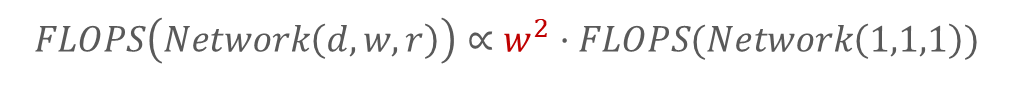 FLOPS(Network(d,w,r)) ∝ w² · FLOPS(Network(1,1,1))